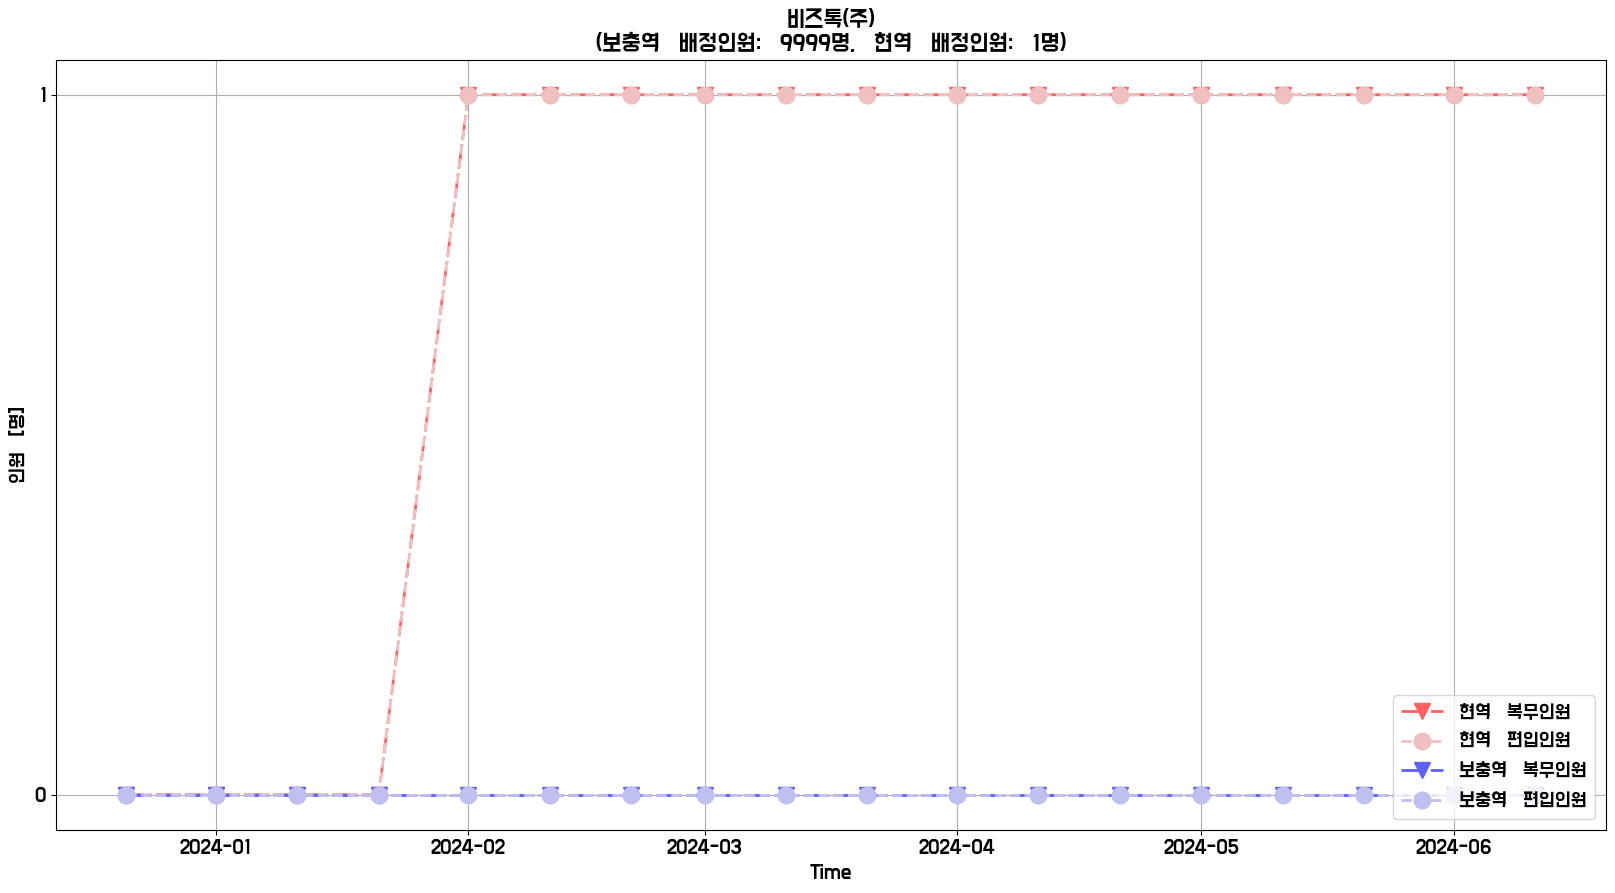 비즈톡(주)
(보충역 배정인원: 9999명, 현역 배정인원: 1명)
인원 [명]
1
0
현역 복무인원
현역 편입인원
보충역 복무인원
보충역 편입인원
2024-01 2024-02 2024-03 2024-04 2024-05 2024-06
Time